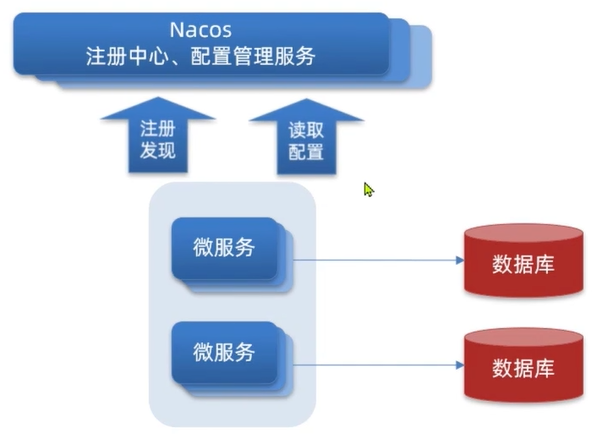 Nacos
注册中心、配置管理服务
注册
发现
读取
配置
微服务
数据库
微服务
数据库